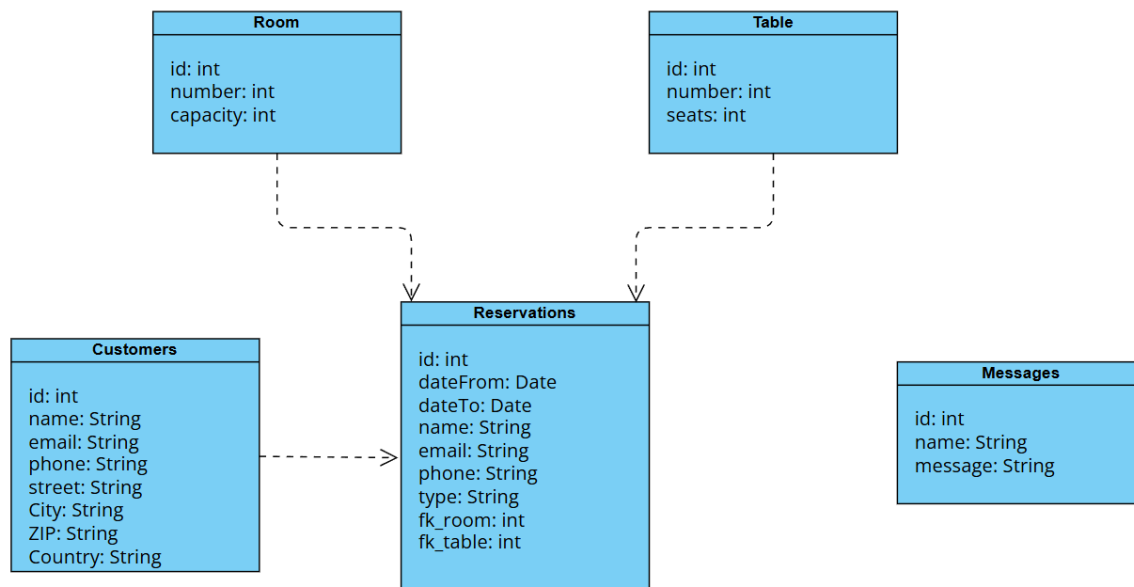 Room
id: int
number: int
capacity: int
Table
id: int
number: int
seats: int
Customers
id: int
name: String
email: String
phone: String
street: String
City: String
ZIP: String
Country: String
Reservations
id: int
dateFrom: Date
dateTo: Date
name: String
email: String
phone: String
type: String
fk_room: int
fk_table: int
Messages
id: int
name: String
message: String